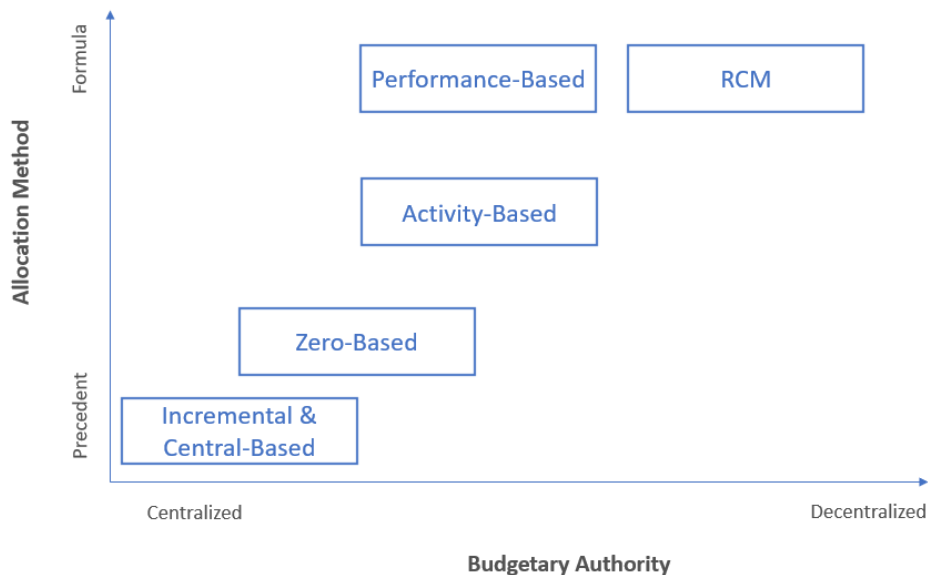 Formula
Performance-Based
RCM
Allocation Method
Activity-Based
Zero-Based
Precedent
Incremental &
Central-Based
Centralized
Decentralized
Budgetary Authority